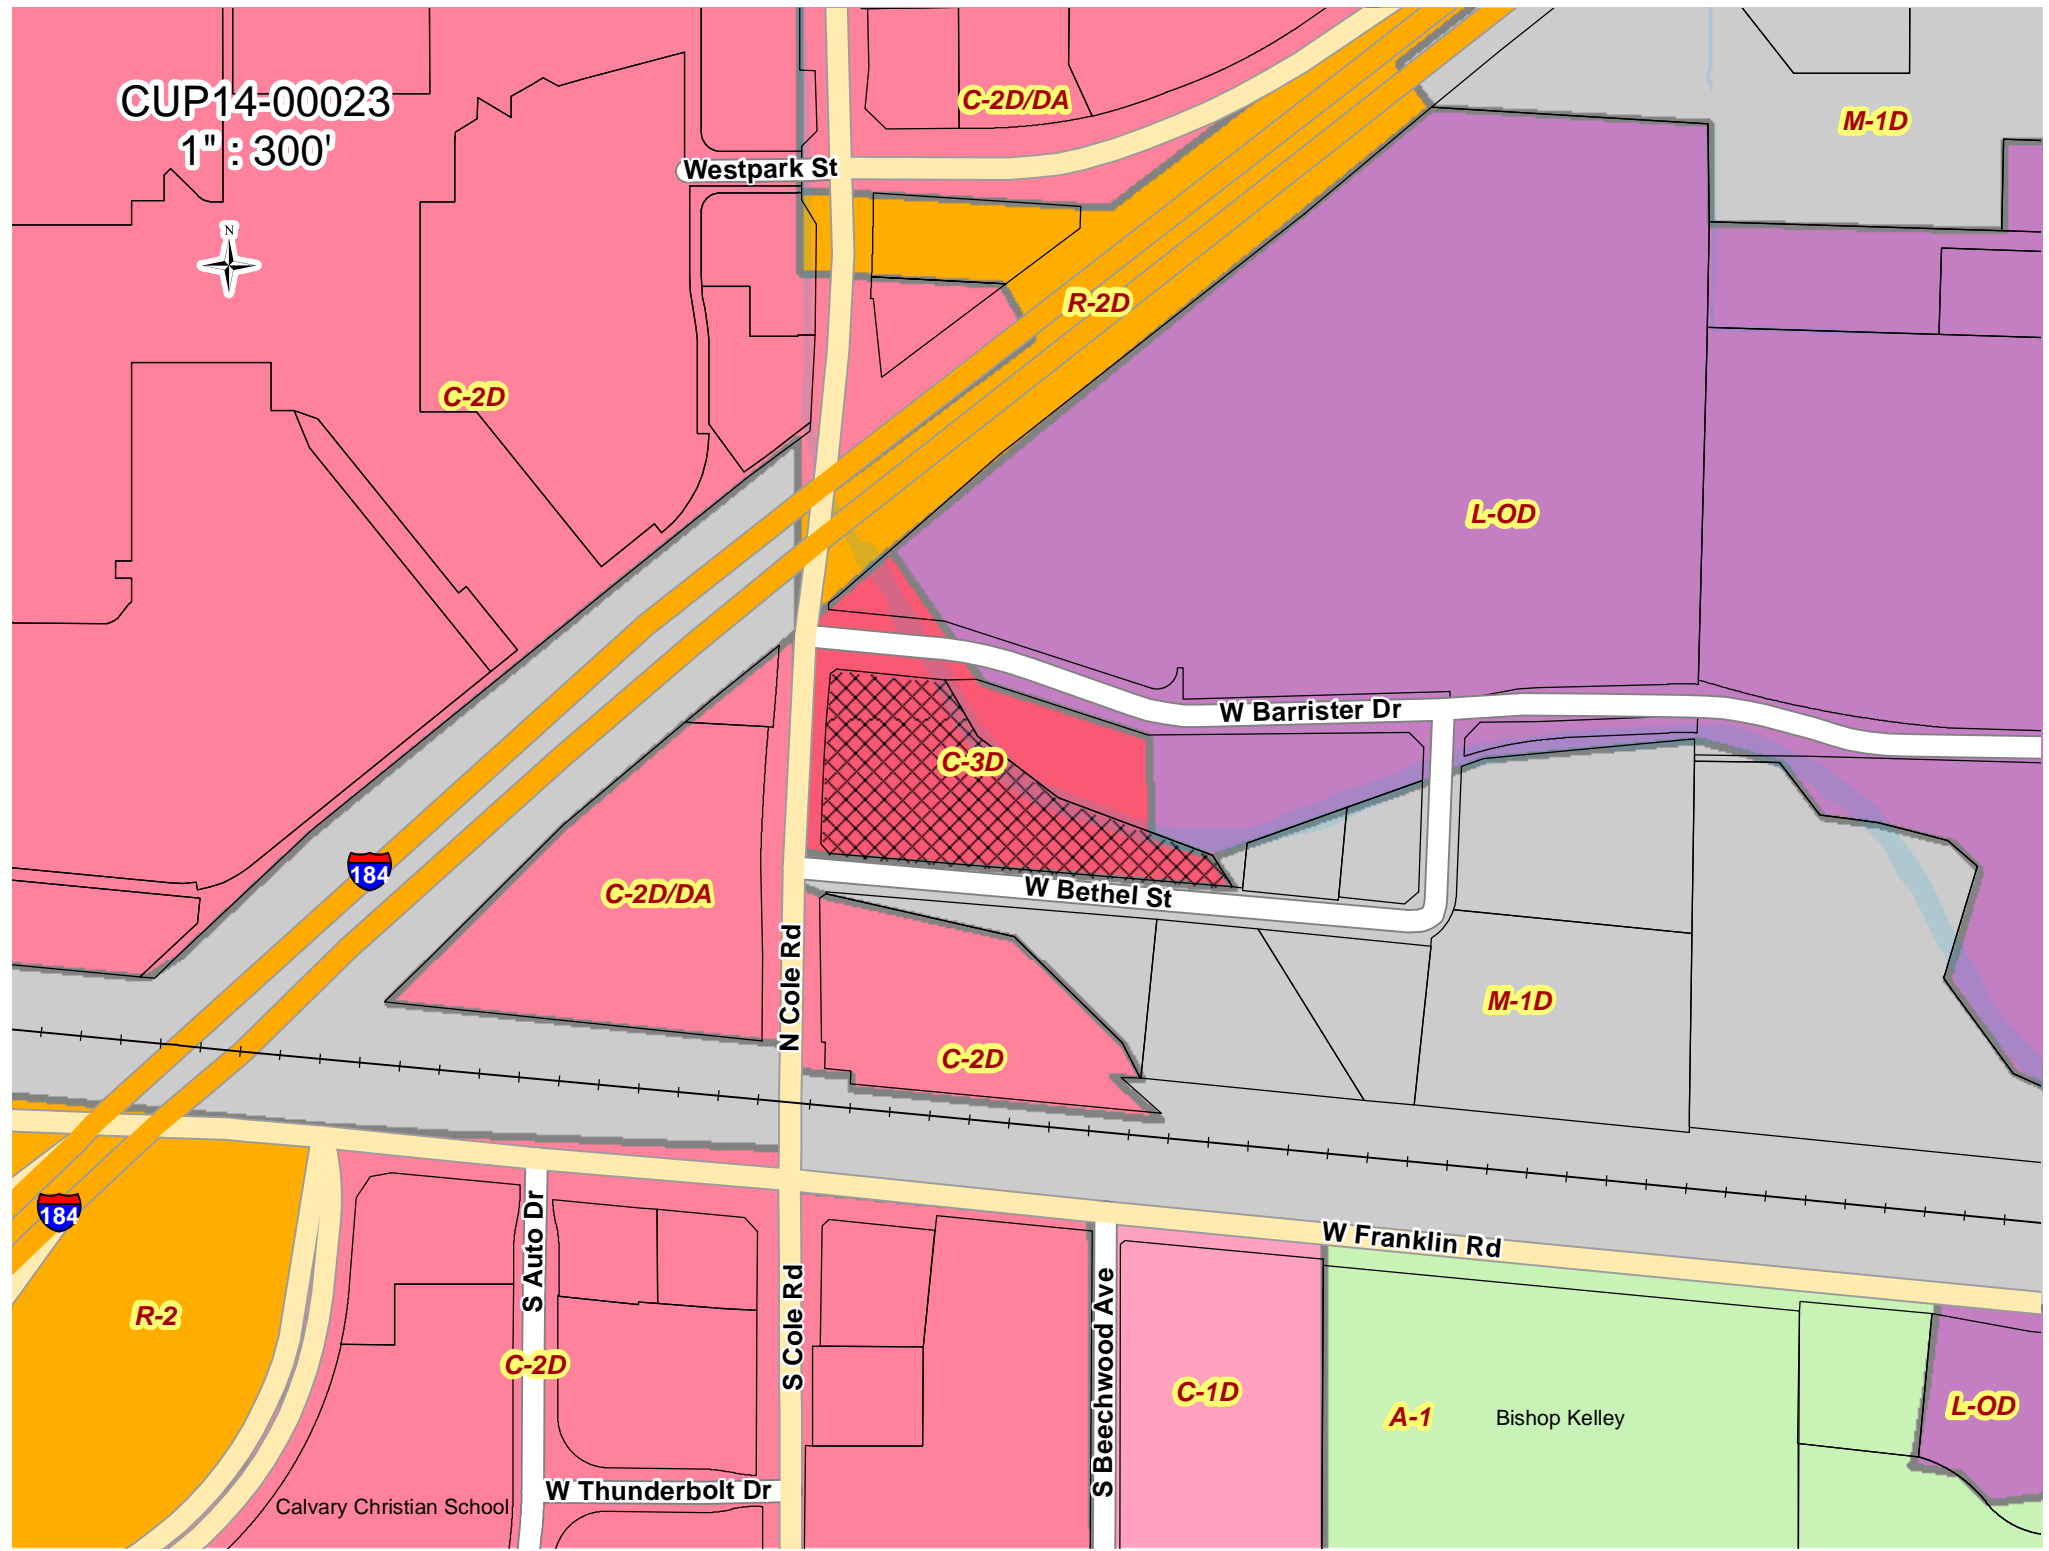 CUP14-00023
1" : 300'
N
C-2D/DA
M-1D
Westpark St
R-2D
C-2D
L-OD
W Barrister Dr
C-3D
184
C-2D/DA
W Bethel St
N Cole Rd
M-1D
C-2D
184
S Auto Dr
W Franklin Rd
R-2
S Cole Rd
S Beechwood Ave
C-2D
C-1D
A-1
Bishop Kelley
L-OD
W Thunderbolt Dr
Calvary Christian School